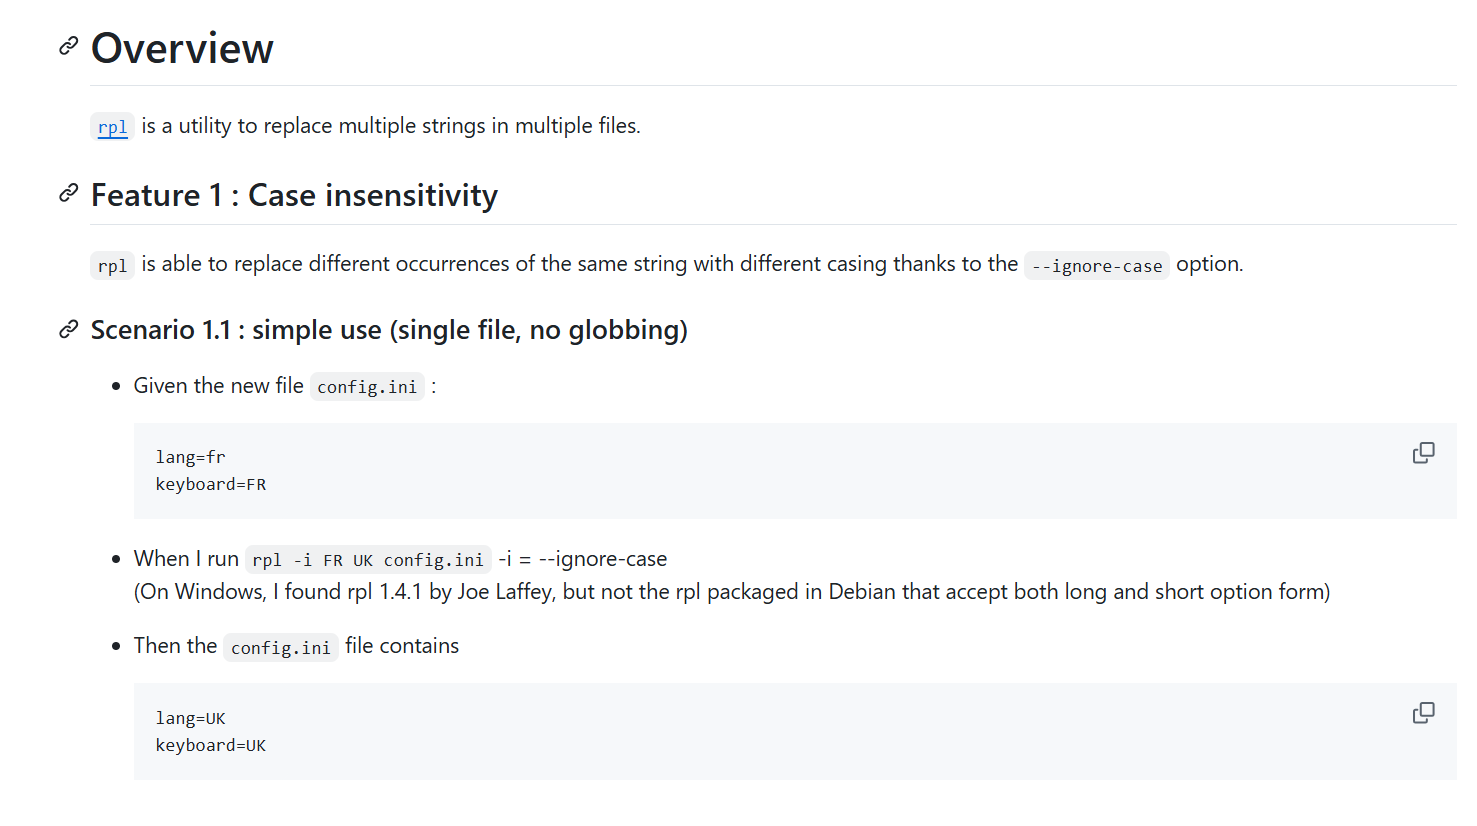 Overview
rpl is a utility to replace multiple strings in multiple files.
Feature 1 : Case insensitivity
rpl is able to replace different occurrences of the same string with different casing thanks to the --ignore-case option.
Scenario 1.1 : simple use (single file, no globbing)
Given the new file config.ini :
lang=fr
keyboard=FR
When I run rpl -i FR UK config.ini -i = --ignore-case
(On Windows, I found rpl 1.4.1 by Joe Laffey, but not the rpl packaged in Debian that accept both long and short option form)
Then the config.ini file contains
lang=UK
keyboard=UK